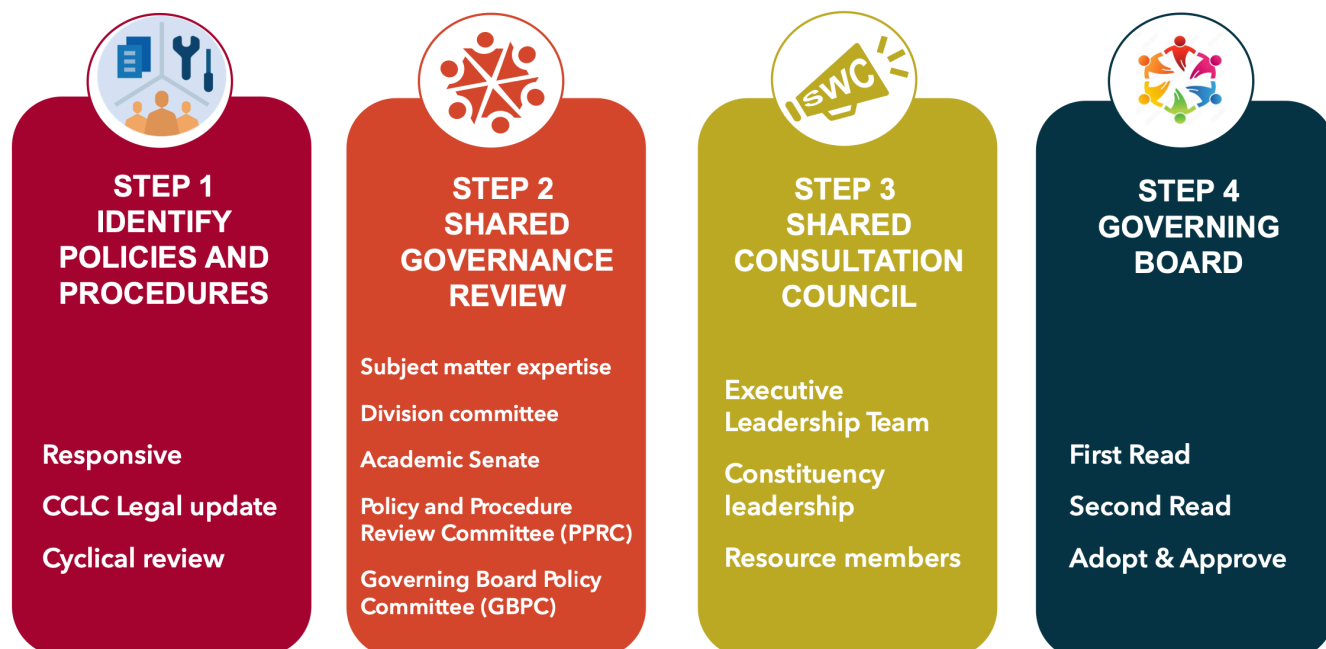 SWC
STEP 1
IDENTIFY
POLICIES AND
PROCEDURES
Responsive
CCLC Legal update
Cyclical review
STEP 2
SHARED
GOVERNANCE
REVIEW
Subject matter expertise
Division committee
Academic Senate
Policy and Procedure
Review Committee (PPRC)
Governing Board Policy
Committee (GBPC)
STEP 3
SHARED
CONSULTATION
COUNCIL
Executive
Leadership Team
Constituency
leadership
Resource members
STEP 4
GOVERNING
BOARD
First Read
Second Read
Adopt & Approve